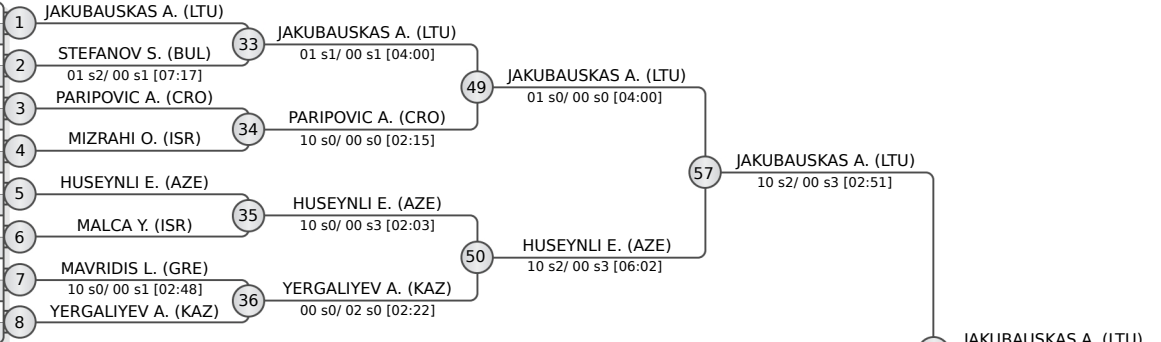 1
JAKUBAUSKAS A. (LTU)
2
STEFANOV S. (BUL)
01 s2/ 00 s1 [07:17]
3
PARIPOVIC A. (CRO)
4
MIZRAHI O. (ISR)
5
HUSEYNLI E. (AZE)
6
MALCA Y. (ISR)
7
MAVRIDIS L. (GRE)
10 s0/ 00 s1 [02:48]
8
YERGALIYEV A. (KAZ)
33
JAKUBAUSKAS A. (LTU)
01 s1/ 00 s1 [04:00]
34
PARIPOVIC A. (CRO)
10 s0/ 00 s0 [02:15]
35
HUSEYNLI E. (AZE)
10 s0/ 00 s3 [02:03]
36
YERGALIYEV A. (KAZ)
00 s0/ 02 s0 [02:22]
49
JAKUBAUSKAS A. (LTU)
01 s0/ 00 s0 [04:00]
50
HUSEYNLI E. (AZE)
10 s2/ 00 s3 [06:02]
57
JAKUBAUSKAS A. (LTU)
10 s2/ 00 s3 [02:51]
JAKUBAUSKAS A. (LTU)